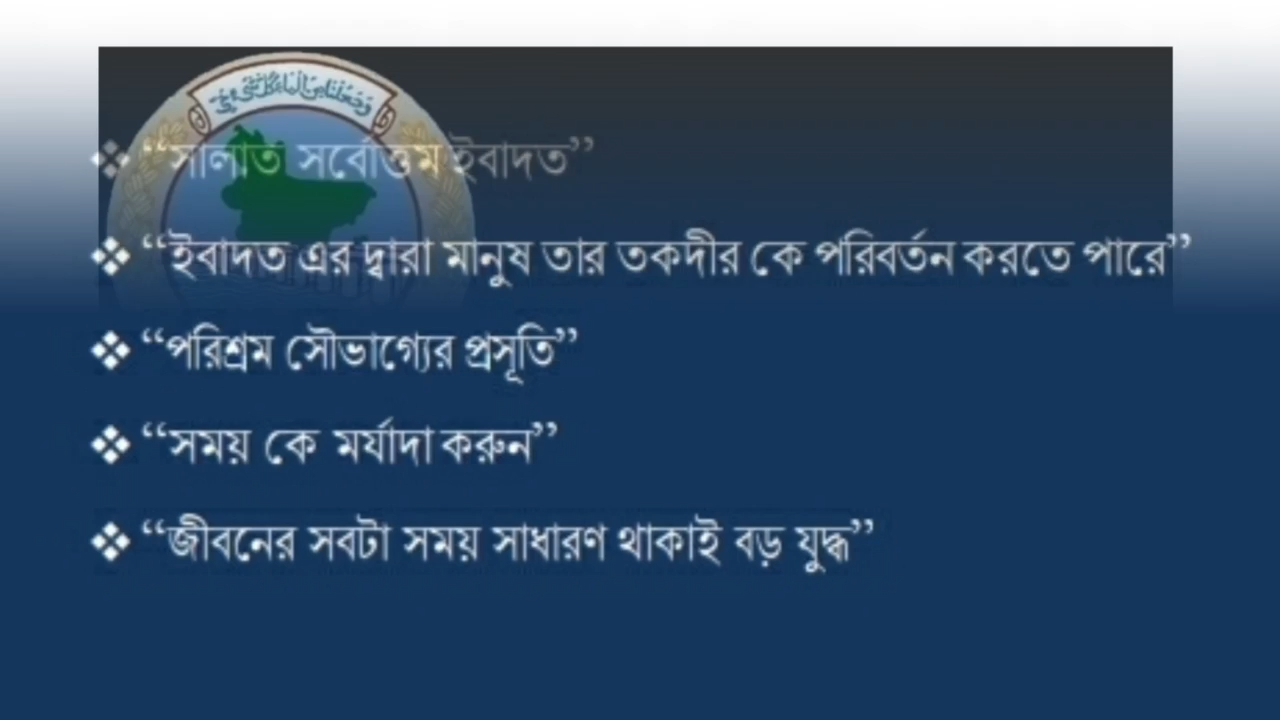 ❖ “সালাত সর্বোত্তম ইবাদত”
❖ “ইবাদত এর দ্বারা মানুষ তার তকদীর কে পরিবর্তন করতে পারে”
❖ “পরিশ্রম সৌভাগ্যের প্রসূতি”
❖ “সময় কে মর্যাদা করুন”
❖ “জীবনের সবটা সময় সাধারণ থাকাই বড় যুদ্ধ”